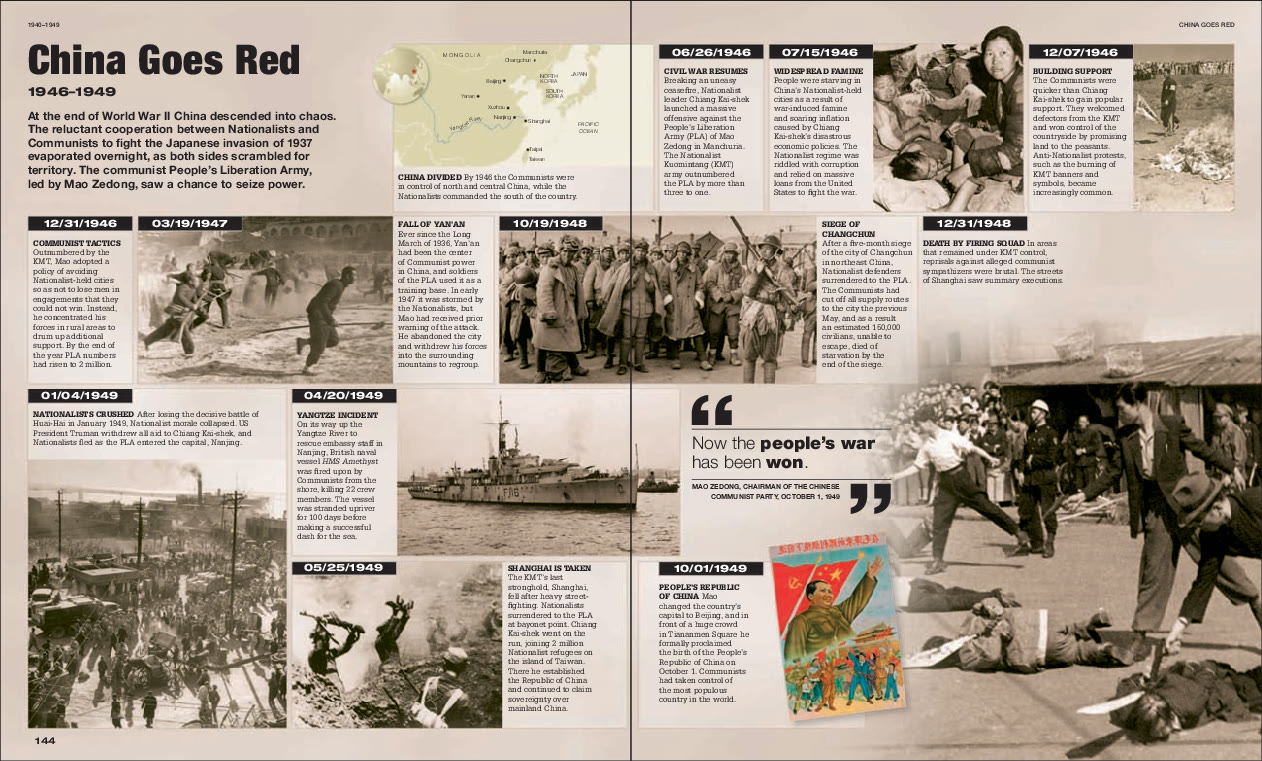 1940–1949
CHINA GOES RED
China Goes Red
1946–1949
At the end of World War II China descended into chaos.
The reluctant cooperation between Nationalists and
Communists to fight the Japanese invasion of 1937
evaporated overnight, as both sides scrambled for
territory. The communist People's Liberation Army,
led by Mao Zedong, saw a chance to seize power.
MONGOLIA
Manchuria
Changchun
Beijing
NORTH
KOREA
JAPAN
SOUTH
KOREA
Yanan
Xuzhou
Nanjing
Shanghai
Yangtze River
PACIFIC
OCEAN
Taipei
Taiwan
CHINA DIVIDED By 1946 the Communists were
in control of north and central China, while the
Nationalists commanded the south of the country.
06/26/1946
CIVIL WAR RESUMES
Breaking an uneasy
ceasefire, Nationalist
leader Chiang Kai-shek
launched a massive
offensive against the
People's Liberation
Army (PLA) of Mao
Zedong in Manchuria.
The Nationalist
Kuomintang (KMT)
army outnumbered
the PLA by more than
three to one.
07/15/1946
WIDESPREAD FAMINE
People were starving in
China's Nationalist-held
cities as a result of
war-induced famine
and soaring inflation
caused by Chiang
Kai-shek's disastrous
economic policies. The
Nationalist regime was
riddled with corruption
and relied on massive
loans from the United
States to fight the war.
12/07/1946
BUILDING SUPPORT
The Communists were
quicker than Chiang
Kai-shek to gain popular
support. They welcomed
defectors from the KMT
and won control of the
countryside by promising
land to the peasants.
Anti-Nationalist protests,
such as the burning of
KMT banners and
symbols, became
increasingly common.
12/31/1946
COMMUNIST TACTICS
Outnumbered by the
KMT, Mao adopted a
policy of avoiding
Nationalist-held cities
so as not to lose men in
engagements that they
could not win. Instead,
he concentrated his
forces in rural areas to
drum up additional
support. By the end of
the year PLA numbers
had risen to 2 million.
03/19/1947
FALL OF YAN'AN
Ever since the Long
March of 1936, Yan'an
had been the center
of Communist power
in China, and soldiers
of the PLA used it as a
training base. In early
1947 it was stormed by
the Nationalists, but
Mao had received prior
warning of the attack.
He abandoned the city
and withdrew his forces
into the surrounding
mountains to regroup.
10/19/1948
SIEGE OF
CHANGCHUN
After a five-month siege
of the city of Changchun
in northeast China,
Nationalist defenders
surrendered to the PLA.
The Communists had
cut off all supply routes
to the city the previous
May, and as a result
an estimated 160,000
civilians, unable to
escape, died of
starvation by the
end of the siege.
12/31/1948
DEATH BY FIRING SQUAD In areas
that remained under KMT control,
reprisals against alleged communist
sympathizers were brutal. The streets
of Shanghai saw summary executions.
01/04/1949
NATIONALISTS CRUSHED After losing the decisive battle of
Huai-Hai in January 1949, Nationalist morale collapsed. US
President Truman withdrew all aid to Chiang Kai-shek, and
Nationalists fled as the PLA entered the capital, Nanjing.
04/20/1949
YANGTZE INCIDENT
On its way up the
Yangtze River to
rescue embassy staff in
Nanjing, British naval
vessel HMS Amethyst
was fired upon by
Communists from the
shore, killing 22 crew
members. The vessel
was stranded upriver
for 100 days before
making a successful
dash for the sea.
F116
“
Now the people's war
has been won.
MAO ZEDONG, CHAIRMAN OF THE CHINESE
COMMUNIST PARTY, OCTOBER 1, 1949
”
05/25/1949
SHANGHAI IS TAKEN
The KMT's last
stronghold, Shanghai,
fell after heavy street-
fighting. Nationalists
surrendered to the PLA
at bayonet point. Chiang
Kai-shek went on the
run, joining 2 million
Nationalist refugees on
the island of Taiwan.
There he established
the Republic of China
and continued to claim
sovereignty over
mainland China.
10/01/1949
PEOPLE'S REPUBLIC
OF CHINA Mao
changed the country's
capital to Beijing, and in
front of a huge crowd
in Tiananmen Square he
formally proclaimed
the birth of the People's
Republic of China on
October 1. Communists
had taken control of
the most populous
country in the world.
144